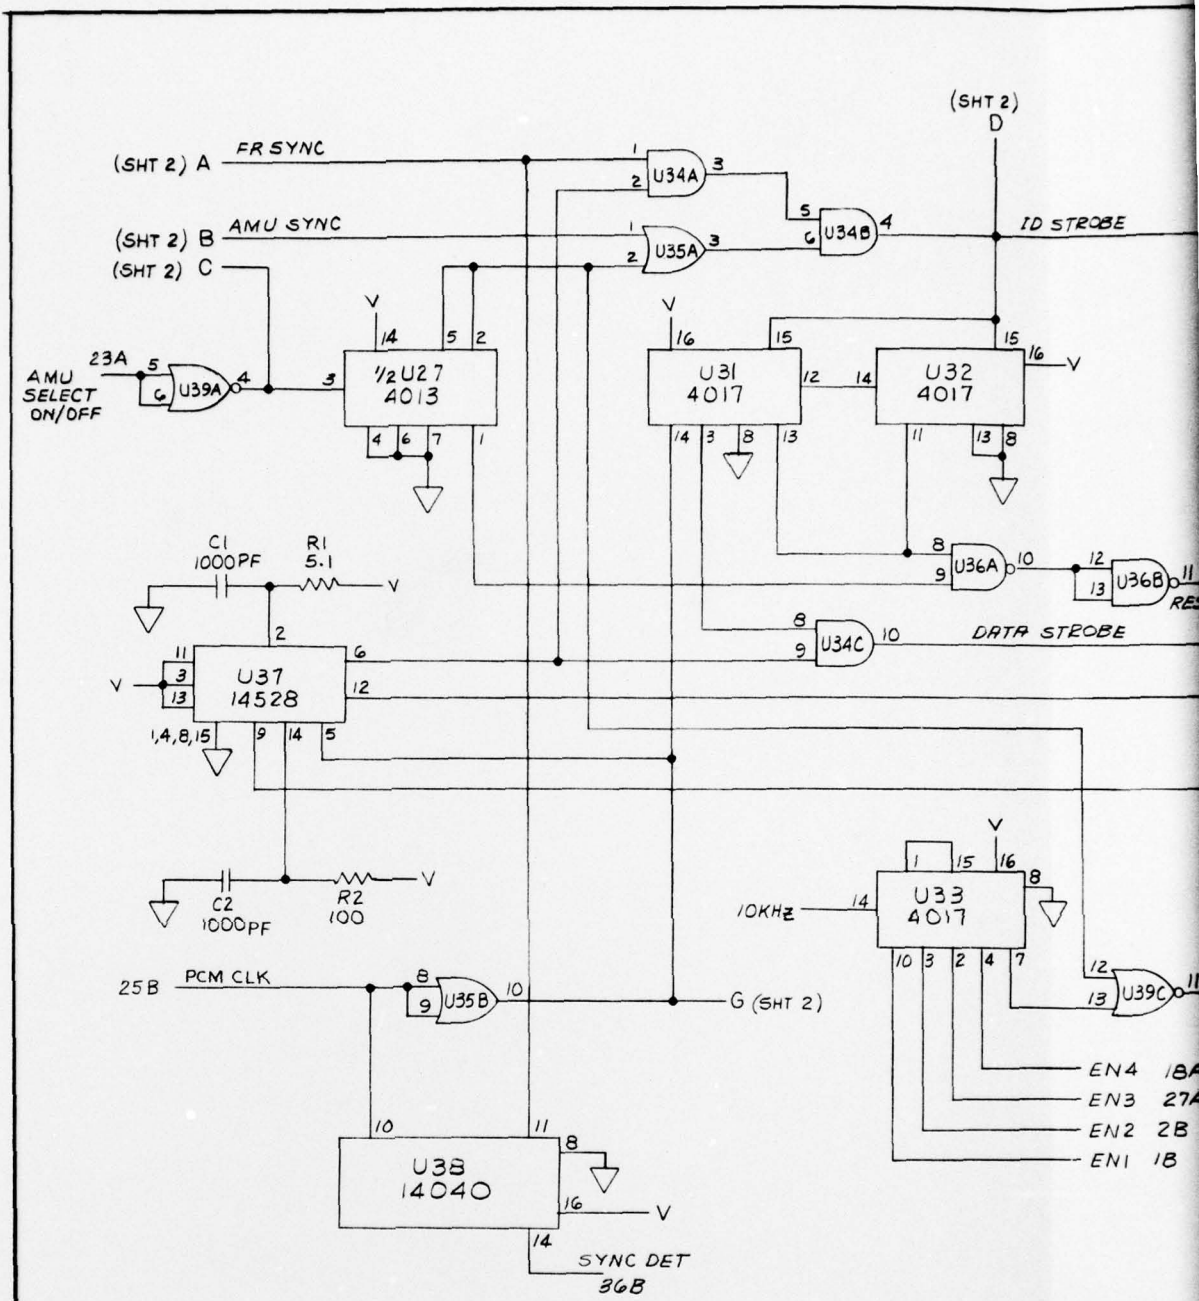 (SHT 2)
D
(SHT 2) A FR SYNC
1 2 U34A 3
(SHT 2) B AMU SYNC
1 2 U35A 3
5 6 U34B 4
ID STROBE
(SHT 2) C
V
14 5 2
23A
AMU
SELECT
ON/OFF
5 6 U39A 4
3 1/2 U27
4013
4 6 7 1
V
16 15
U31
4017
12
14 3 8 13
14
15
U32
4017
16 V
11 13 8
C1
1000PF
R1
5.1
V
8 9 U36A 10
12 13 U36B 11
RES
2
V
11
3
13
U37
14528
6
12
1,4,8,15 9 14 5
8 9 U34C 10
DATA STROBE
C2
1000PF
R2
100
V
V
1 15 16
8
10KHZ 14
U33
4017
10 3 2 4 7
12 13 U39C 11
25B PCM CLK
8 9 U35B 10
G (SHT 2)
EN4 18A
EN3 27A
EN2 2B
EN1 1B
10 11
8
U38
14040
16 V
14
SYNC DET
36B